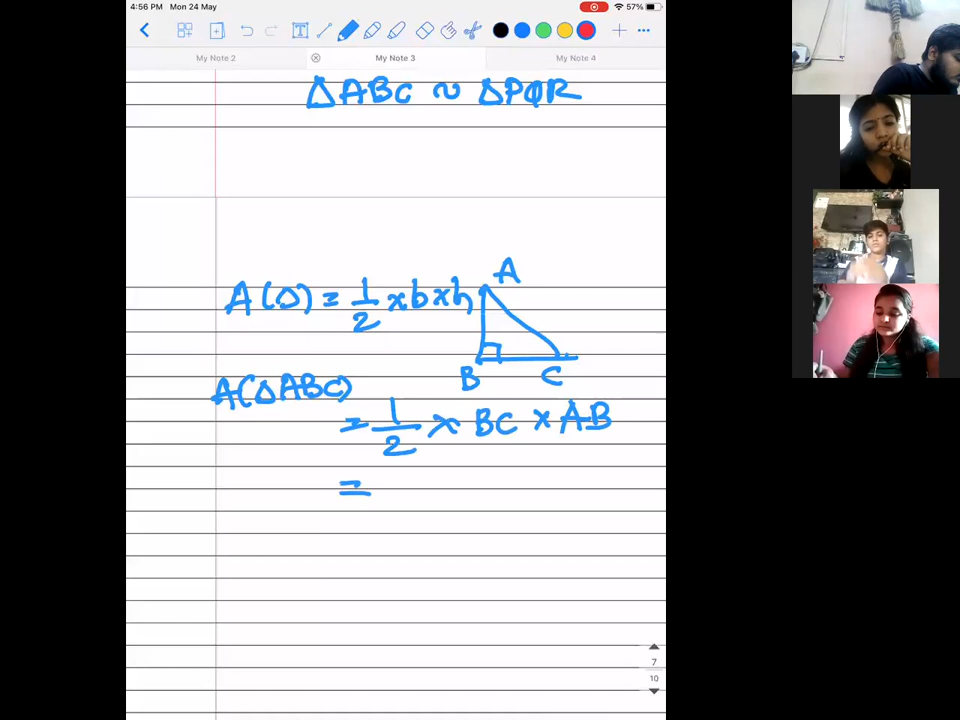 4:56 PM Mon 24 May
57%
My Note 2
My Note 3
My Note 4
ΔABC ~ ΔPQR
A(Δ) = 1/2 × b × h
A
B C
A(ΔABC)
= 1/2 × BC × AB
=
7
10